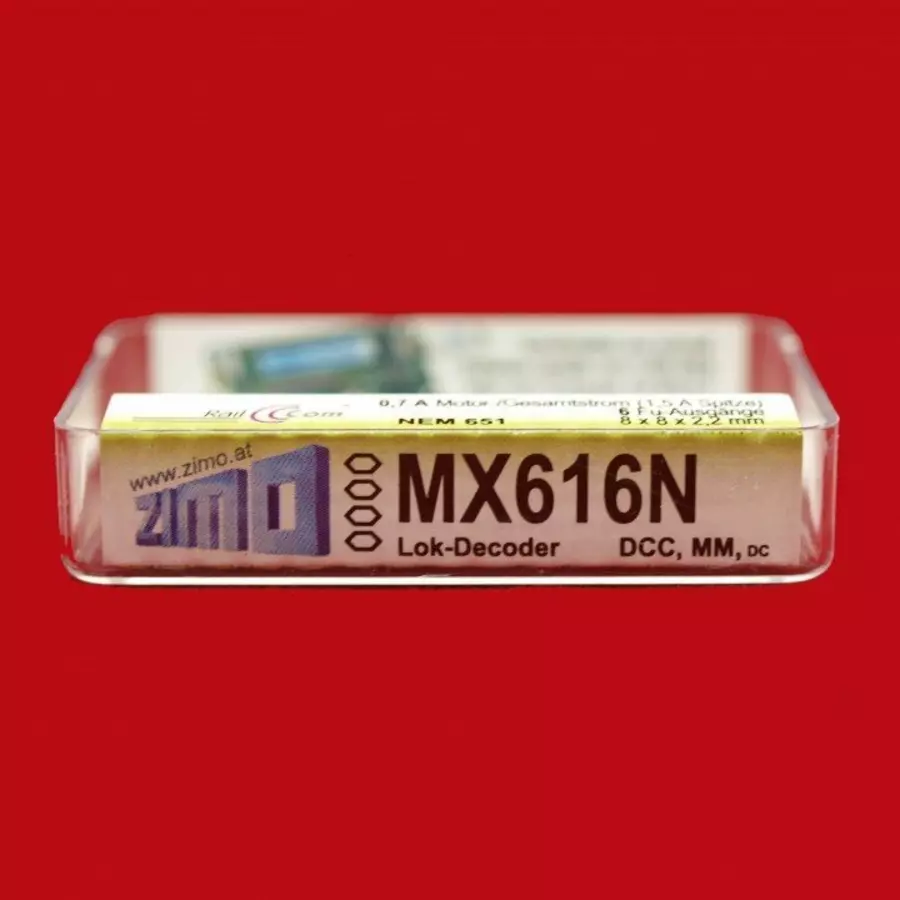 0,7 A Motor-/Gesamtstrom (1,5 A Spitze)
RailCom™
6 Fu-Ausgänge
NEM 651
8 x 8 x 2,2 mm
www.zimo.at
ZIMO
MX616N
Lok-Decoder
DCC, MM, DC